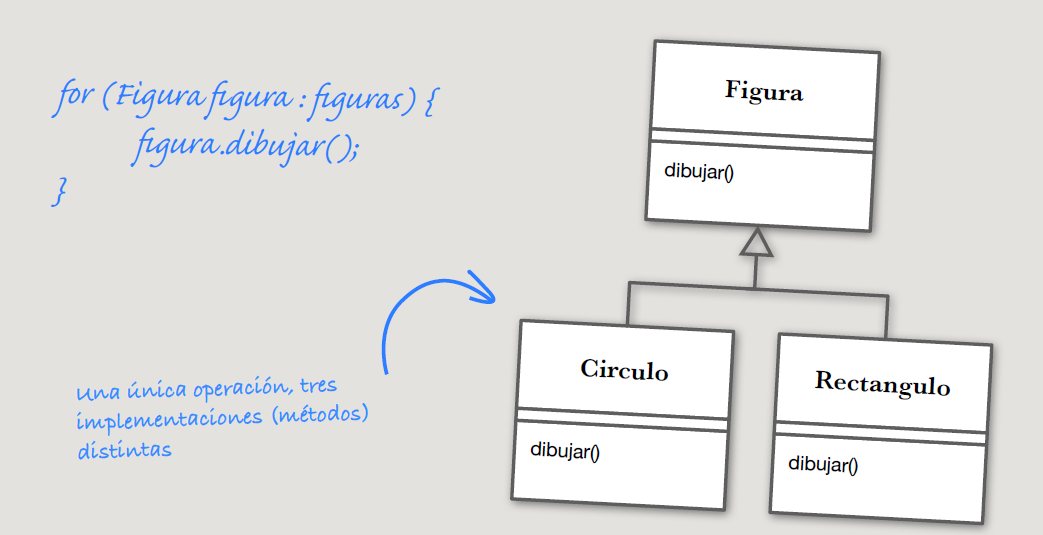 for (Figura figura : figuras) {
figura.dibujar();
}
Una única operación, tres
implementaciones (métodos)
distintas
Figura
dibujar()
Circulo
dibujar()
Rectangulo
dibujar()